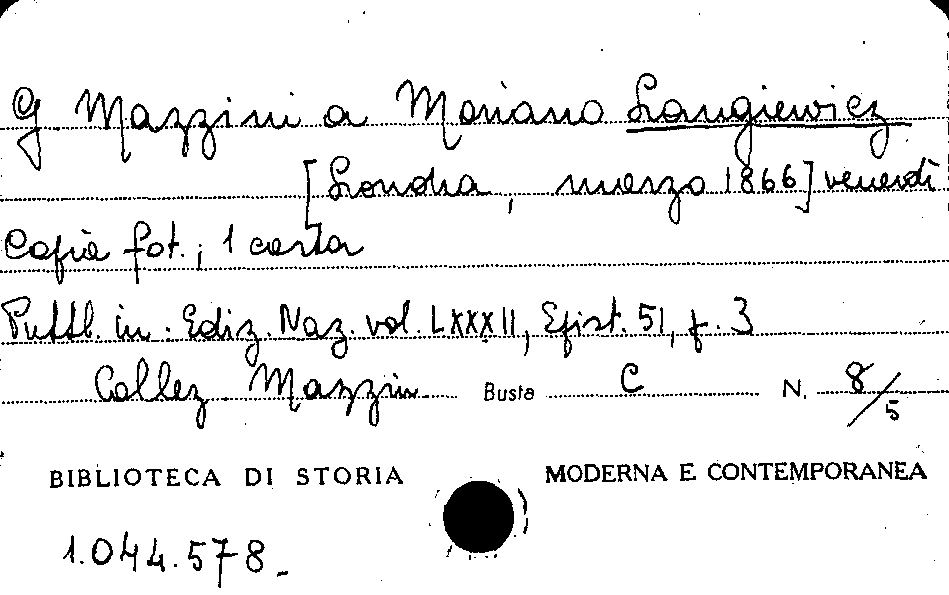 G Mazzini a Mariano Langiewicz
[Londra, marzo 1866] venerdì
Copia fot.; 1 carta
Pubbl. in: Ediz. Naz. vol. LXXXII, Epist. 51, p. 3
Collez Mazzini Busta C N. 8/5
BIBLIOTECA DI STORIA MODERNA E CONTEMPORANEA
1.044.578_